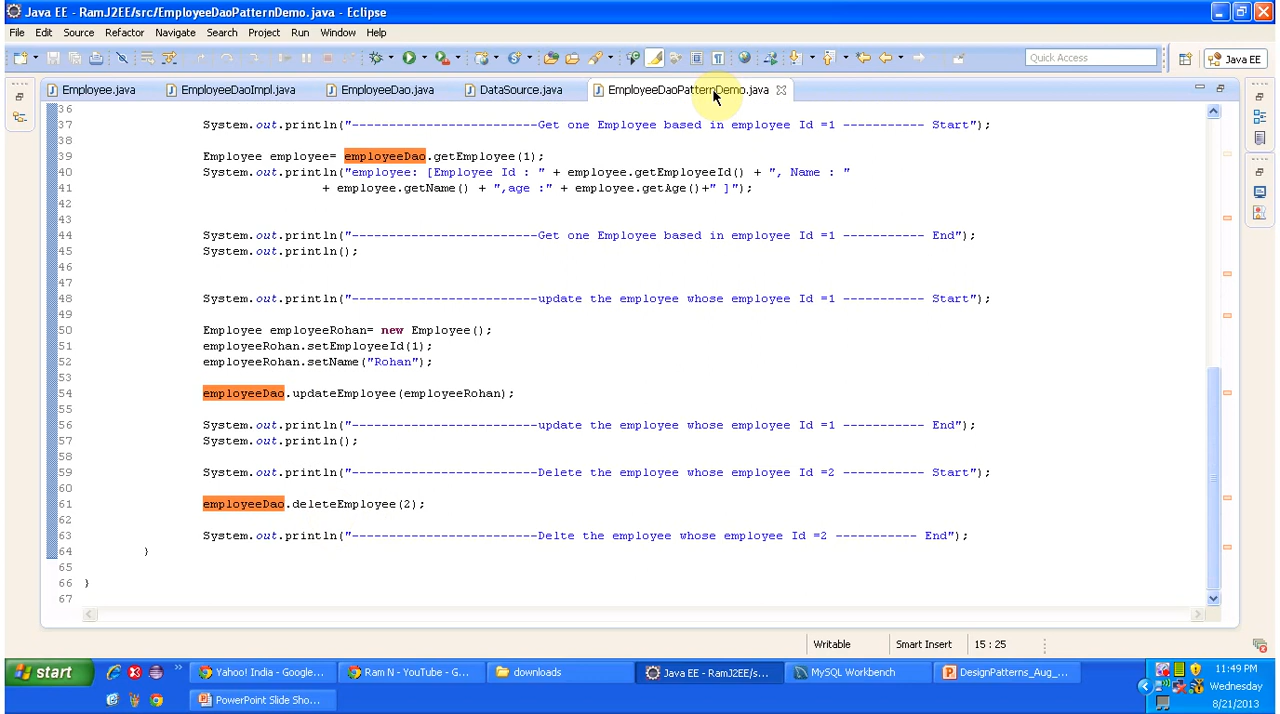 Java EE - RamJ2EE/src/EmployeeDaoPatternDemo.java - Eclipse
File Edit Source Refactor Navigate Search Project Run Window Help
Quick Access
Java EE
Employee.java EmployeeDaoImpl.java EmployeeDao.java DataSource.java EmployeeDaoPatternDemo.java
36
37 System.out.println("------------------------Get one Employee based in employee Id =1 ----------- Start");
38
39 Employee employee= employeeDao.getEmployee(1);
40 System.out.println("employee: [Employee Id : " + employee.getEmployeeId() + ", Name : "
41 + employee.getName() + ",age :" + employee.getAge()+" ]");
42
43
44 System.out.println("------------------------Get one Employee based in employee Id =1 ----------- End");
45 System.out.println();
46
47
48 System.out.println("------------------------update the employee whose employee Id =1 ----------- Start");
49
50 Employee employeeRohan= new Employee();
51 employeeRohan.setEmployeeId(1);
52 employeeRohan.setName("Rohan");
53
54 employeeDao.updateEmployee(employeeRohan);
55
56 System.out.println("------------------------update the employee whose employee Id =1 ----------- End");
57 System.out.println();
58
59 System.out.println("------------------------Delete the employee whose employee Id =2 ----------- Start");
60
61 employeeDao.deleteEmployee(2);
62
63 System.out.println("------------------------Delte the employee whose employee Id =2 ----------- End");
64 }
65
66 }
67
Writable Smart Insert 15 : 25
start Yahoo! India - Google... Ram N - YouTube - G... downloads Java EE - RamJ2EE/s... MySQL Workbench DesignPatterns_Aug_... 11:49 PM
Wednesday
PowerPoint Slide Sho... 8/21/2013